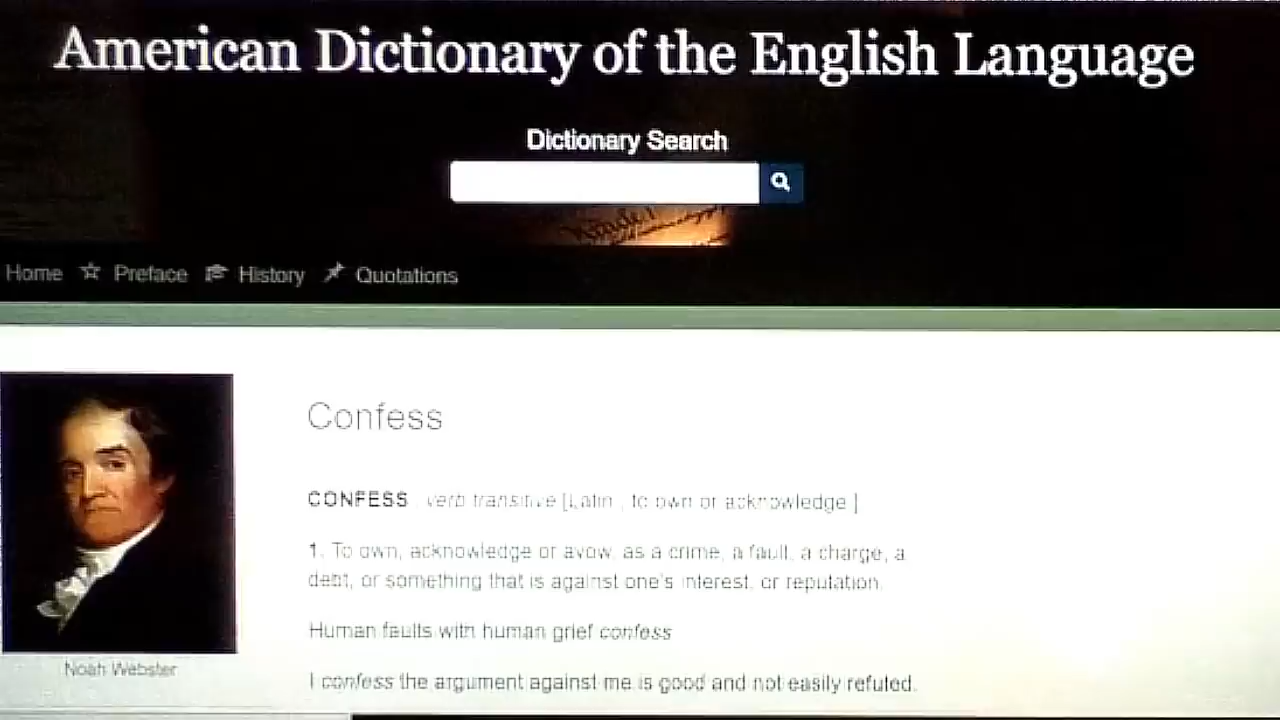 American Dictionary of the English Language
Dictionary Search
Home Preface History Quotations
Confess
CONFESS , verb transitive [Latin , to own or acknowledge.]
1. To own, acknowledge or avow, as a crime, a fault, a charge, a
debt, or something that is against one's interest, or reputation.
Human faults with human grief confess
I confess the argument against me is good and not easily refuted.
Noah Webster